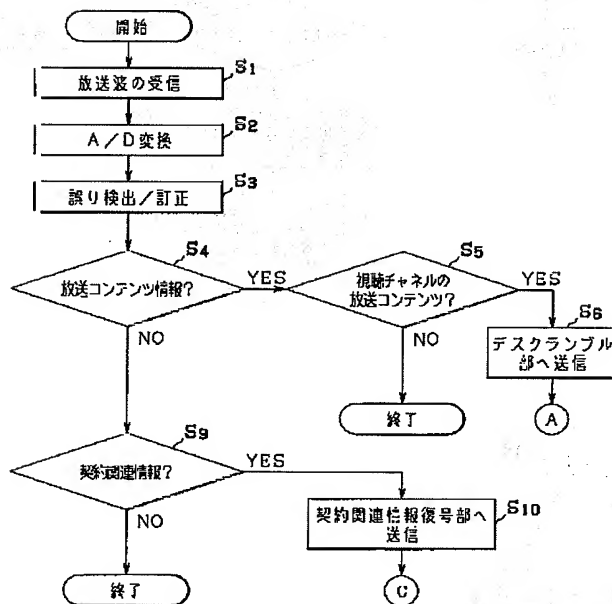 開始
放送波の受信
S1
A/D変換
S2
誤り検出/訂正
S3
放送コンテンツ情報?
S4
YES
NO
視聴チャネルの
放送コンテンツ?
S5
YES
NO
デスクランブル
部へ送信
S6
A
終了
契約関連情報?
S9
YES
NO
契約関連情報復号部へ
送信
S10
C
終了